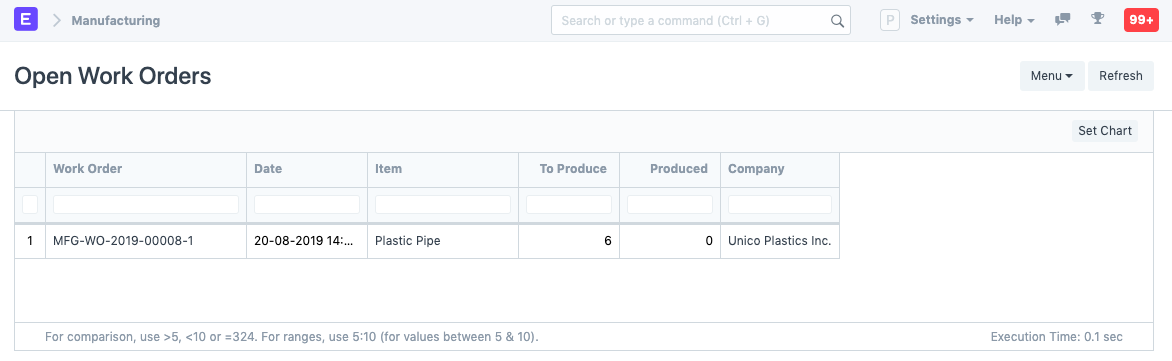 E Manufacturing Search or type a command (Ctrl + G) P Settings Help 99+
Open Work Orders Menu Refresh
Set Chart
Work Order Date Item To Produce Produced Company
1 MFG-WO-2019-00008-1 20-08-2019 14:... Plastic Pipe 6 0 Unico Plastics Inc.
For comparison, use >5, <10 or =324. For ranges, use 5:10 (for values between 5 & 10). Execution Time: 0.1 sec